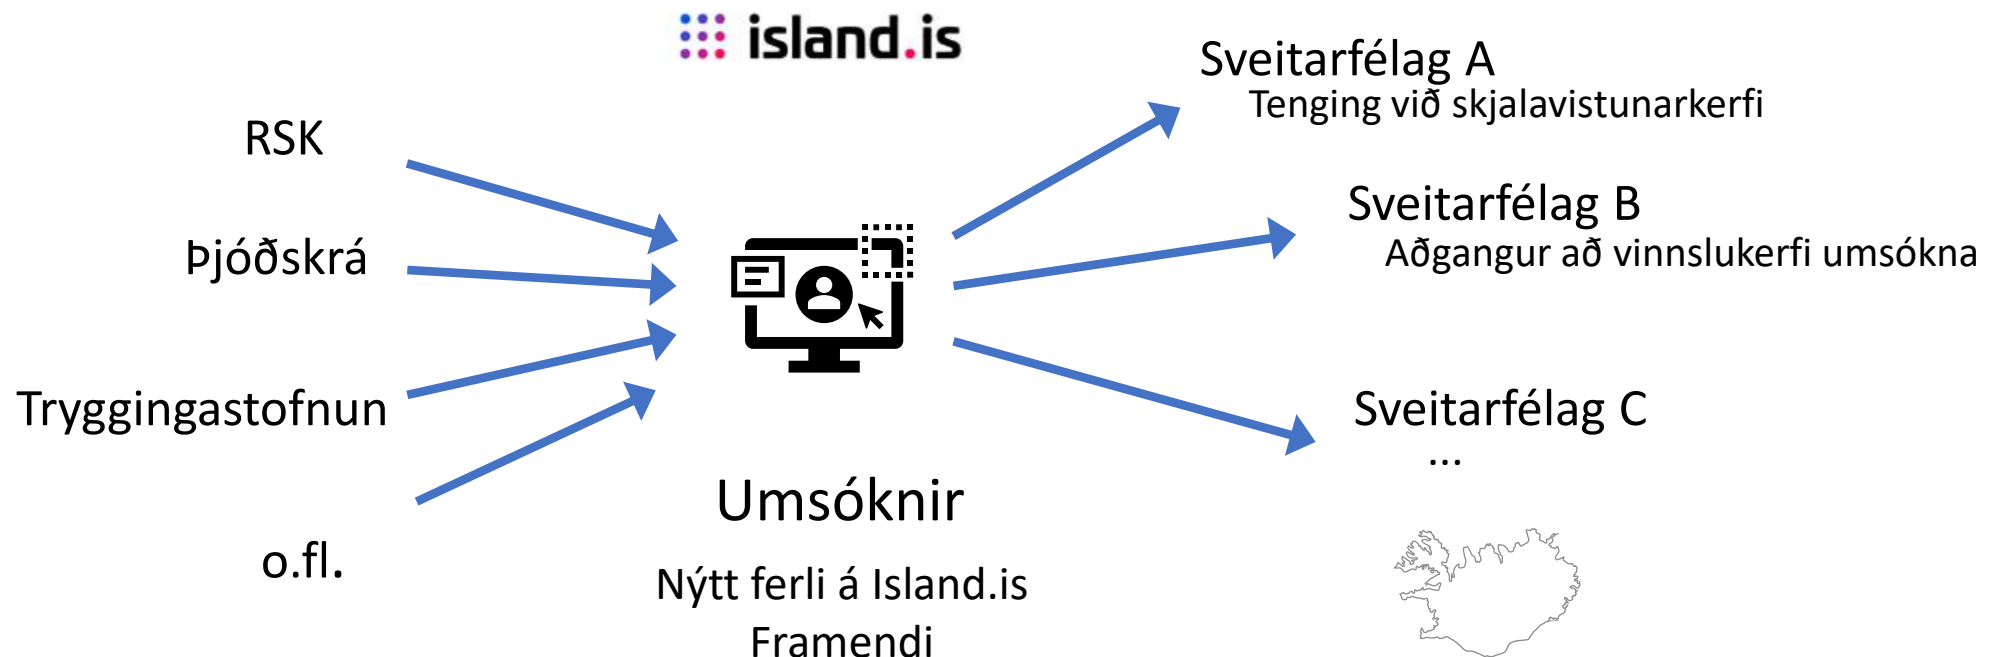 island.is
RSK
Þjóðskrá
Tryggingastofnun
o.fl.
Umsóknir
Nýtt ferli á Island.is
Framendi
Sveitarfélag A
Tenging við skjalavistunarkerfi
Sveitarfélag B
Aðgangur að vinnslukerfi umsókna
Sveitarfélag C
...